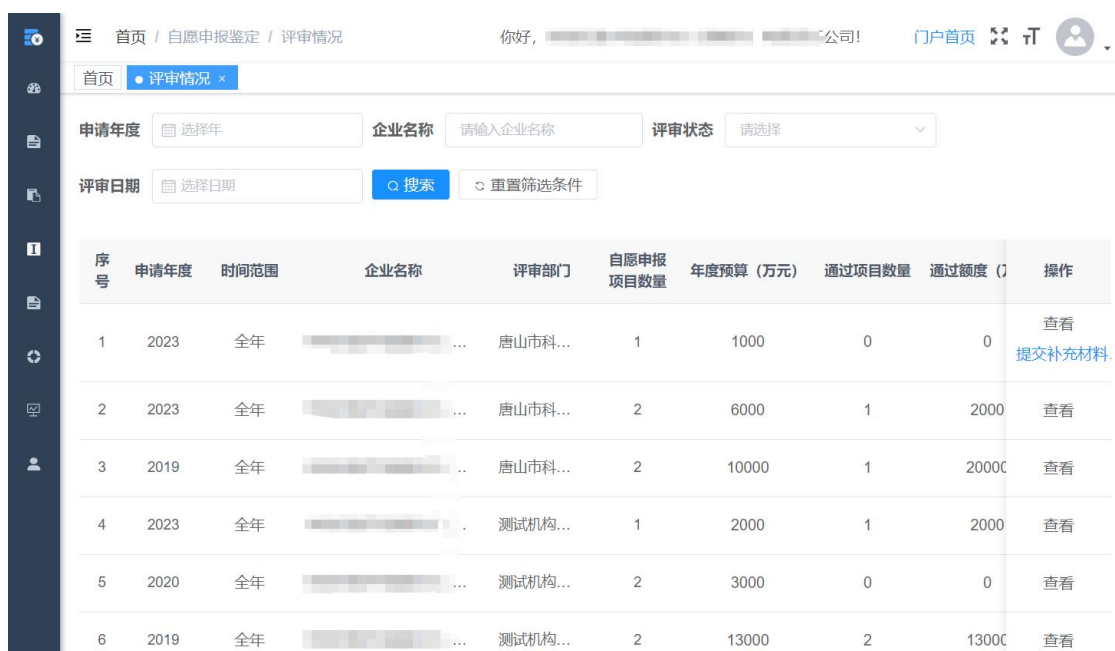 首页 / 自愿申报鉴定 / 评审情况 你好, 公司! 门户首页
首页 评审情况 ×
申请年度 选择年 企业名称 请输入企业名称 评审状态 请选择
评审日期 选择日期 搜索 重置筛选条件
序号 申请年度 时间范围 企业名称 评审部门 自愿申报项目数量 年度预算（万元） 通过项目数量 通过额度 操作
1 2023 全年 ... 唐山市科... 1 1000 0 0 查看
提交补充材料
2 2023 全年 ... 唐山市科... 2 6000 1 2000 查看
3 2019 全年 .. 唐山市科... 2 10000 1 20000 查看
4 2023 全年 . 测试机构... 1 2000 1 2000 查看
5 2020 全年 ... 测试机构... 2 3000 0 0 查看
6 2019 全年 ... 测试机构... 2 13000 2 13000 查看